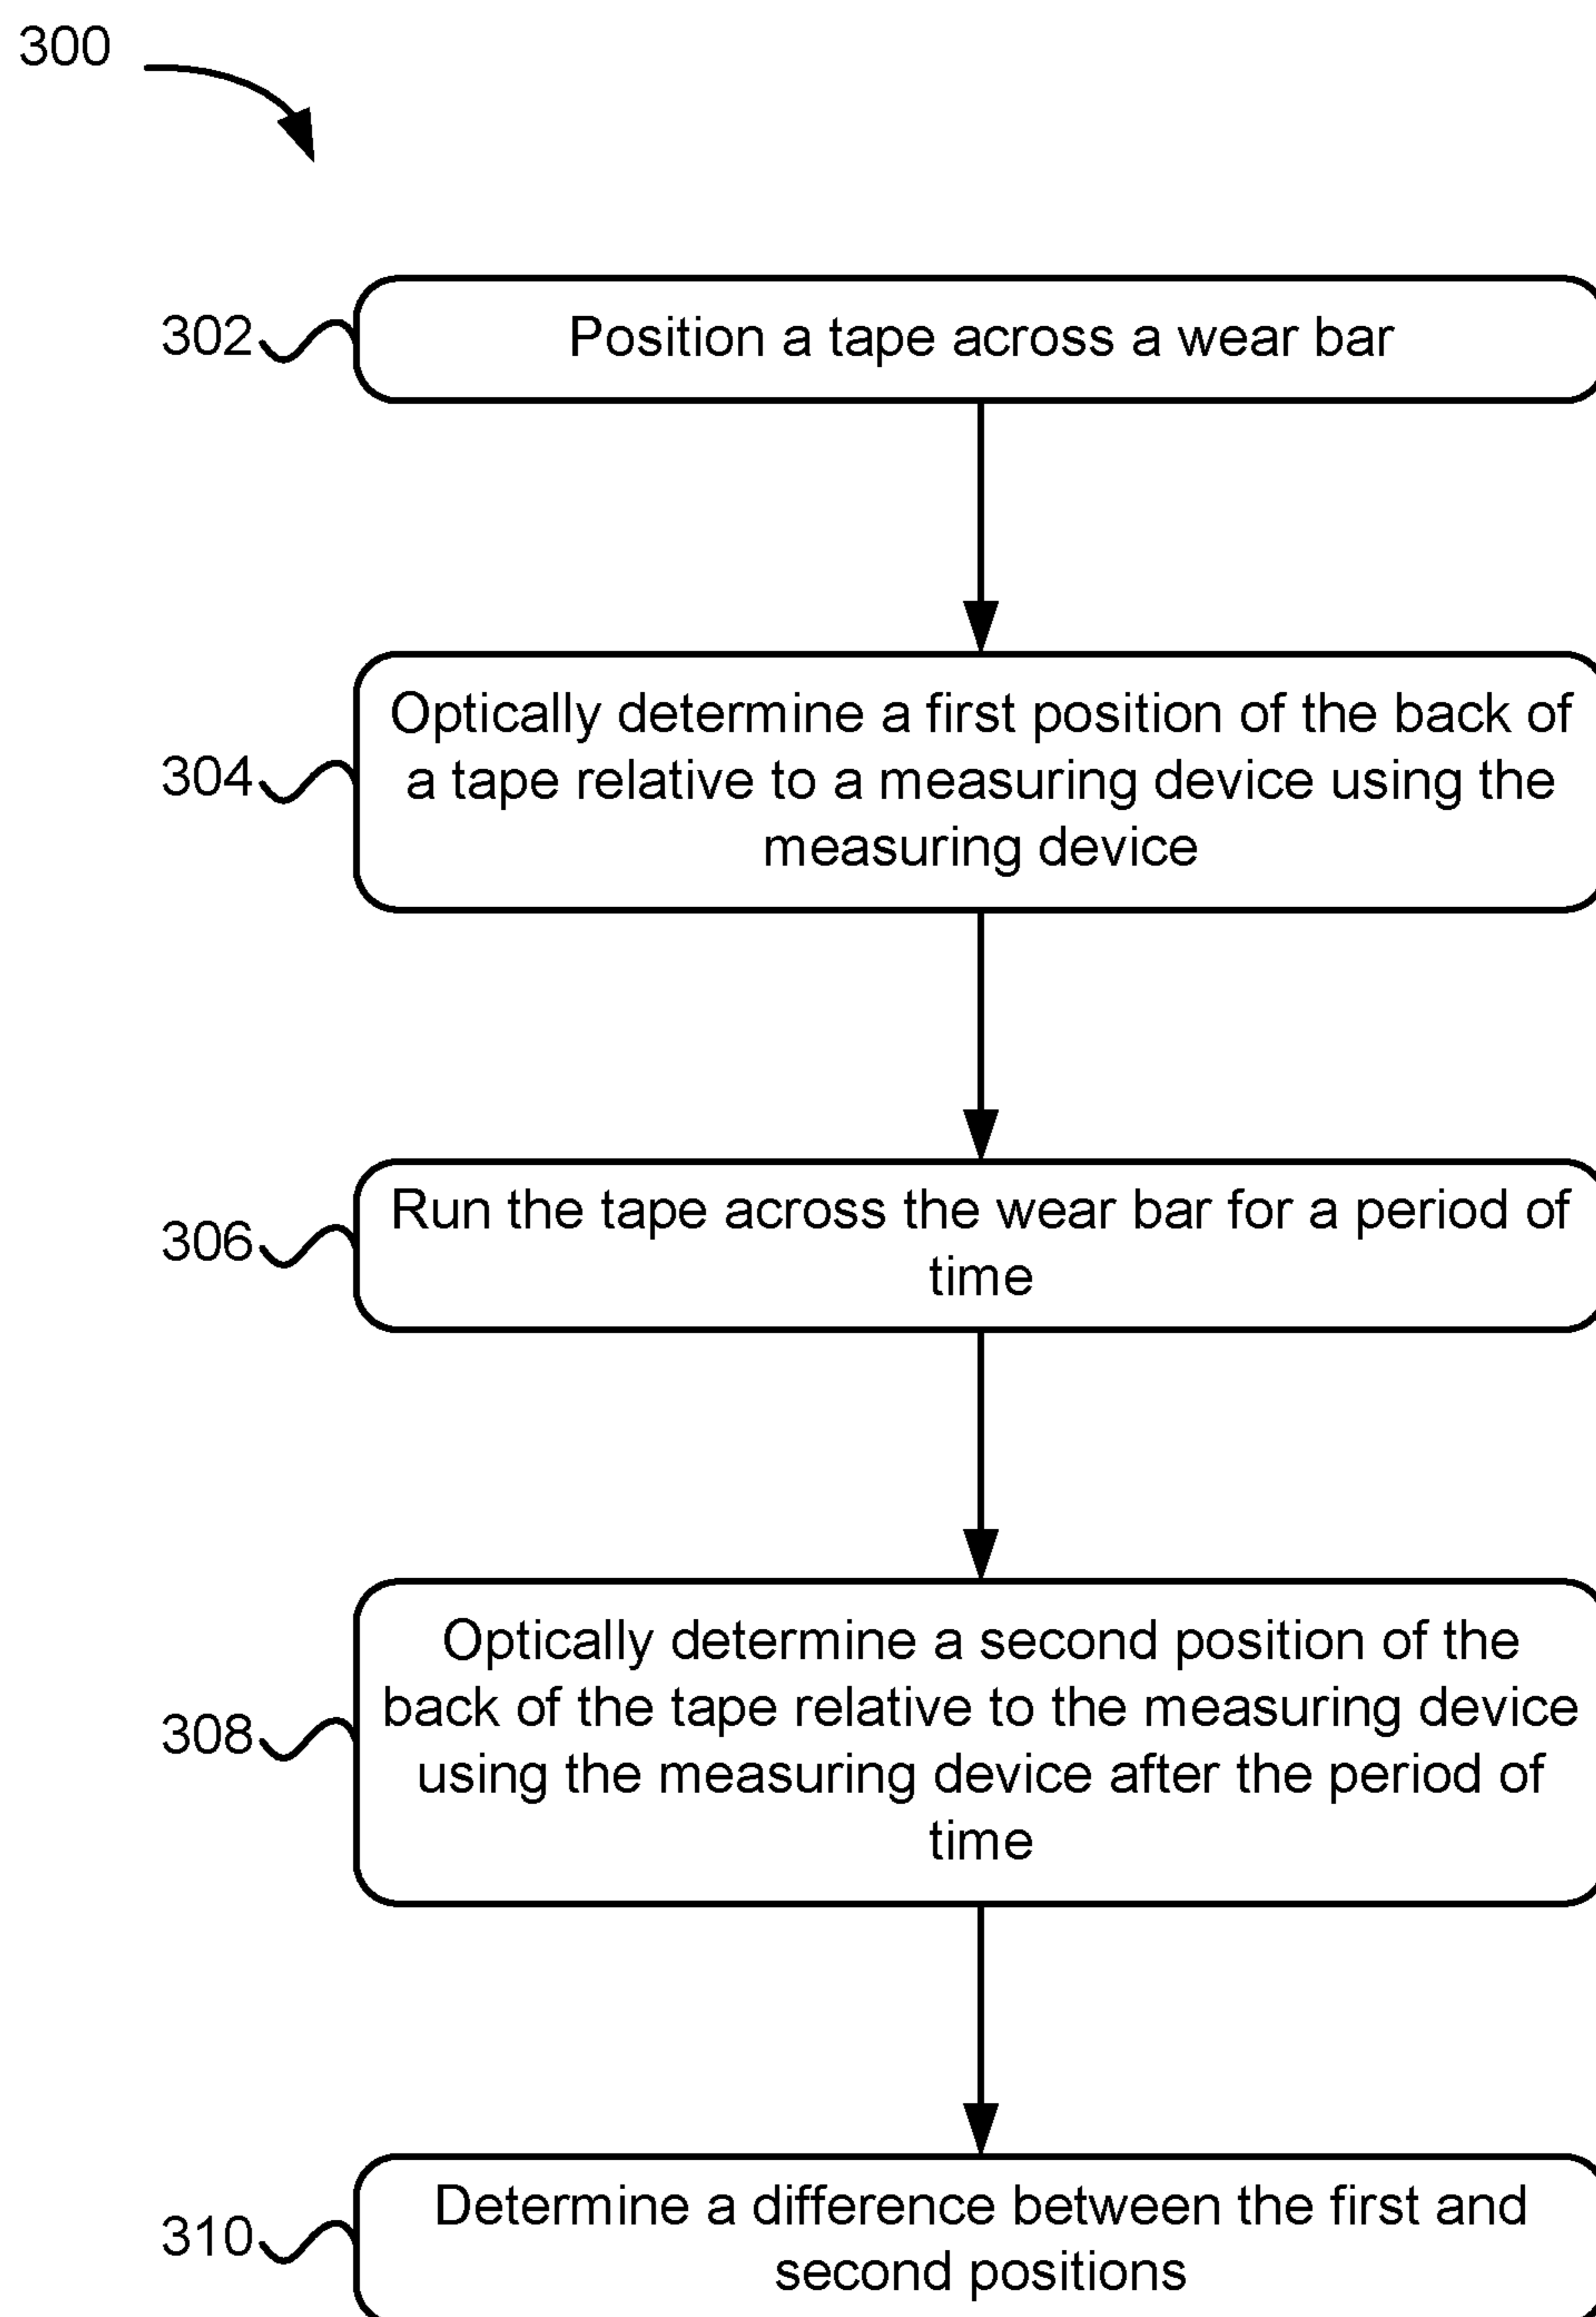 300
302
Position a tape across a wear bar
304
Optically determine a first position of the back of
a tape relative to a measuring device using the
measuring device
306
Run the tape across the wear bar for a period of
time
308
Optically determine a second position of the
back of the tape relative to the measuring device
using the measuring device after the period of
time
310
Determine a difference between the first and
second positions